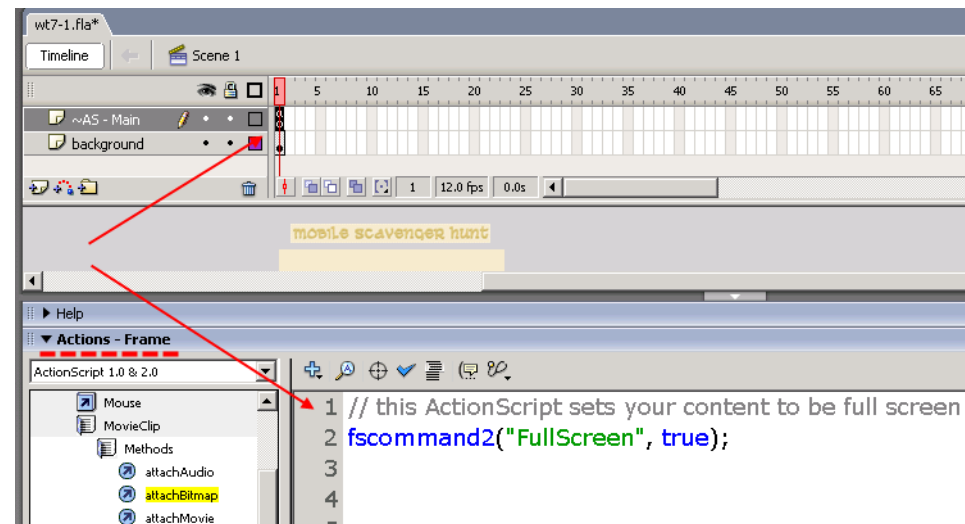 wt7-1.fla*
Timeline Scene 1
1 5 10 15 20 25 30 35 40 45 50 55 60 65
~AS - Main
background
1 12.0 fps 0.0s
mobile scavenger hunt
Help
Actions - Frame
ActionScript 1.0 & 2.0
Mouse
MovieClip
Methods
attachAudio
attachBitmap
attachMovie
1 // this ActionScript sets your content to be full screen
2 fscommand2("FullScreen", true);
3
4